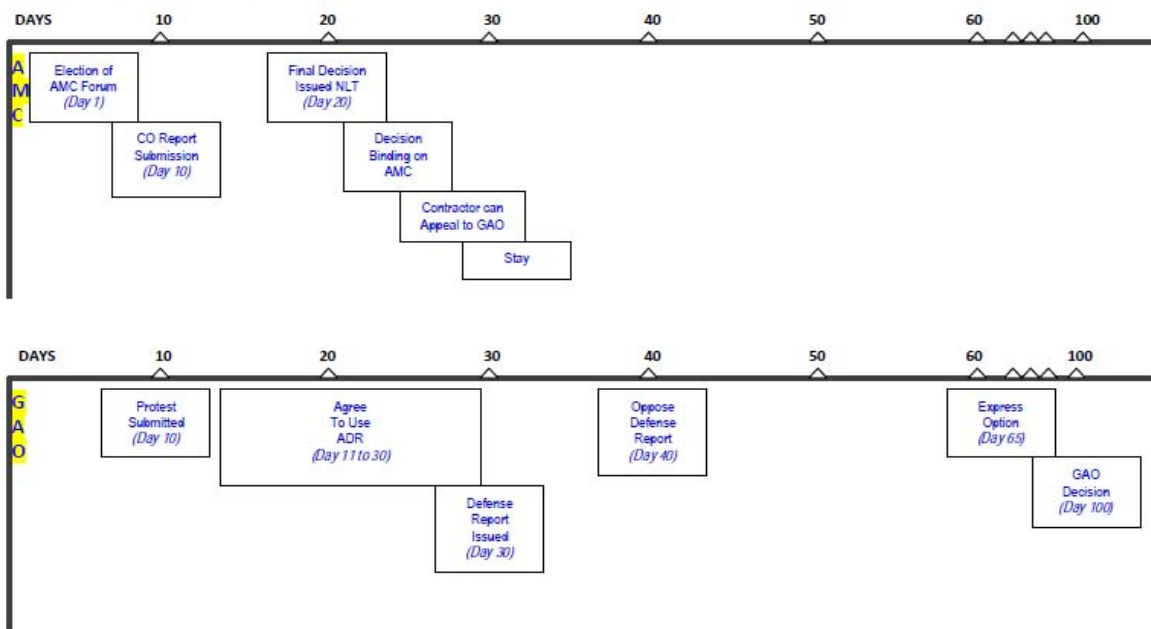 DAYS 10 20 30 40 50 60 100
A
M
C
Election of
AMC Forum
(Day 1)
CO Report
Submission
(Day 10)
Final Decision
Issued NLT
(Day 20)
Decision
Binding on
AMC
Contractor can
Appeal to GAO
Stay
DAYS 10 20 30 40 50 60 100
G
A
O
Protest
Submitted
(Day 10)
Agree
To Use
ADR
(Day 11 to 30)
Defense
Report
Issued
(Day 30)
Oppose
Defense
Report
(Day 40)
Express
Option
(Day 65)
GAO
Decision
(Day 100)